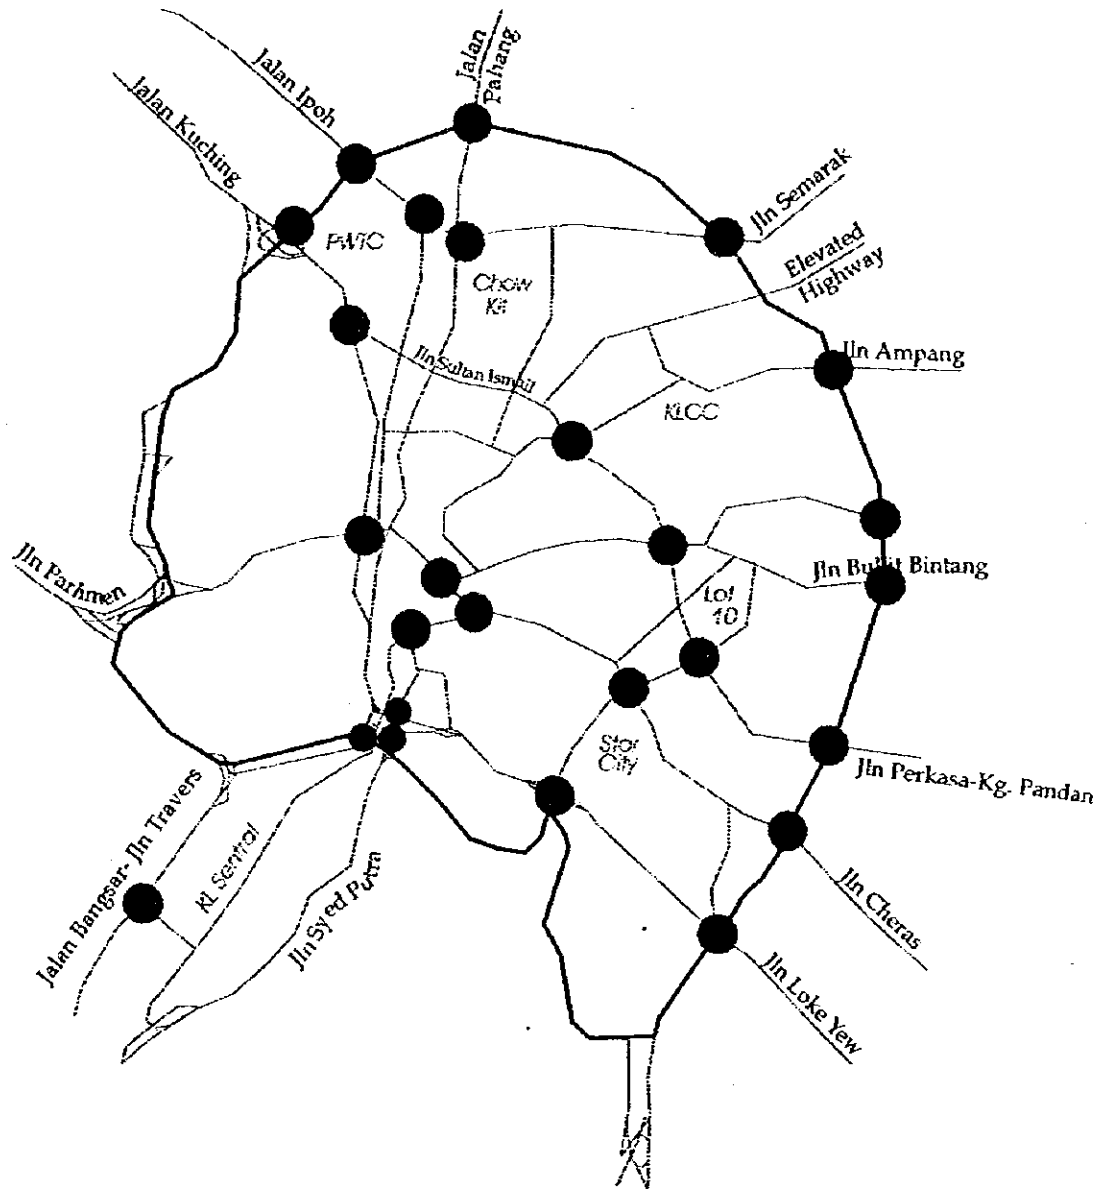 Jalan
Pahang
Jalan Ipoh
Jalan Kuching
Jln Semarak
PWTC
Elevated
Highway
Chow
Kit
Jln Sultan Ismail
Jln Ampang
KLCC
Jln Parlimen
Jln Bukit Bintang
Lot
10
Star
City
Jln Perkasa-Kg. Pandan
Jalan Bangsar- Jln Travers
KL Sentral
Jln Syed Putra
Jln Cheras
Jln Loke Yew